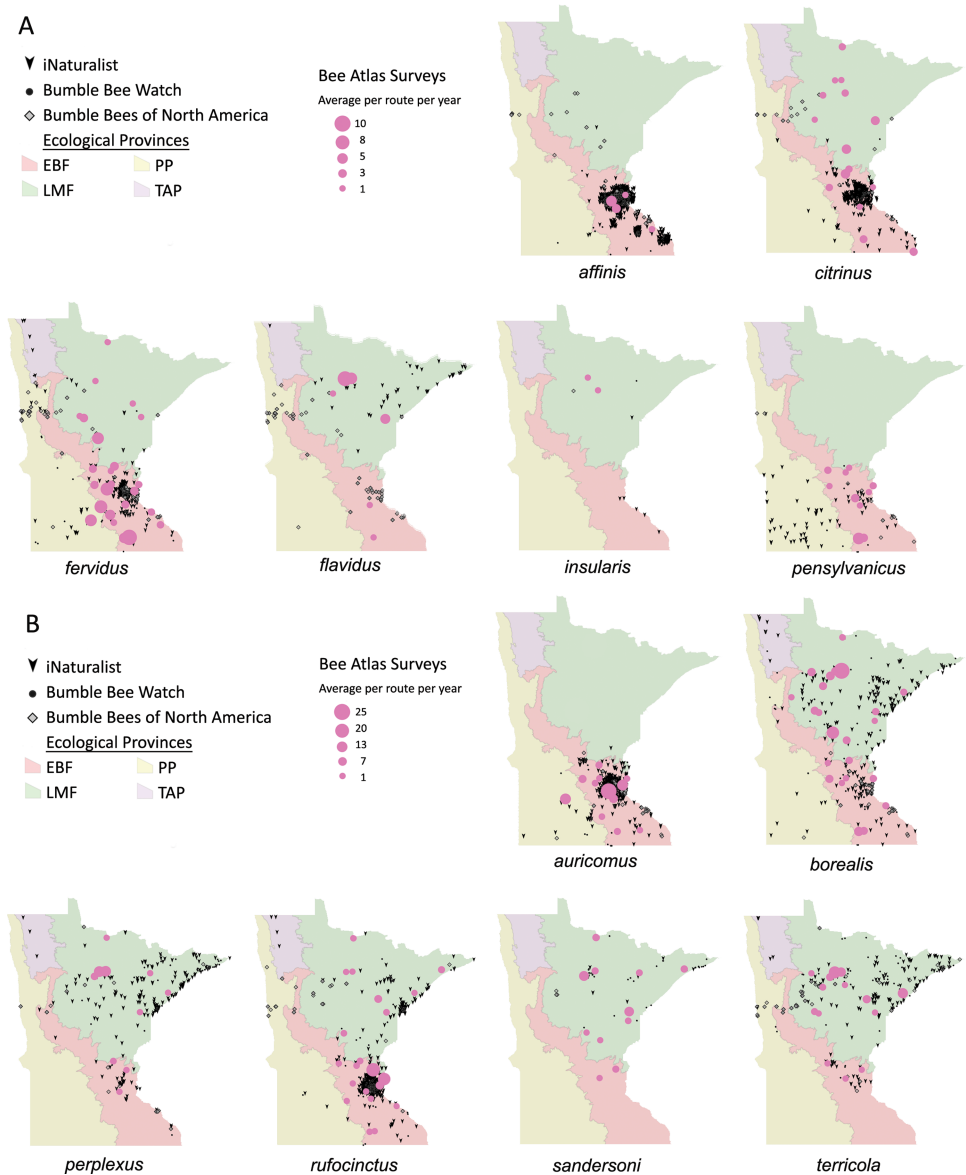 A
iNaturalist
Bumble Bee Watch
Bumble Bees of North America
Ecological Provinces
EBF PP
LMF TAP
Bee Atlas Surveys
Average per route per year
10
8
5
3
1
affinis
citrinus
fervidus
flavidus
insularis
pensylvanicus
B
iNaturalist
Bumble Bee Watch
Bumble Bees of North America
Ecological Provinces
EBF PP
LMF TAP
Bee Atlas Surveys
Average per route per year
25
20
13
7
1
auricomus
borealis
perplexus
rufocinctus
sandersoni
terricola